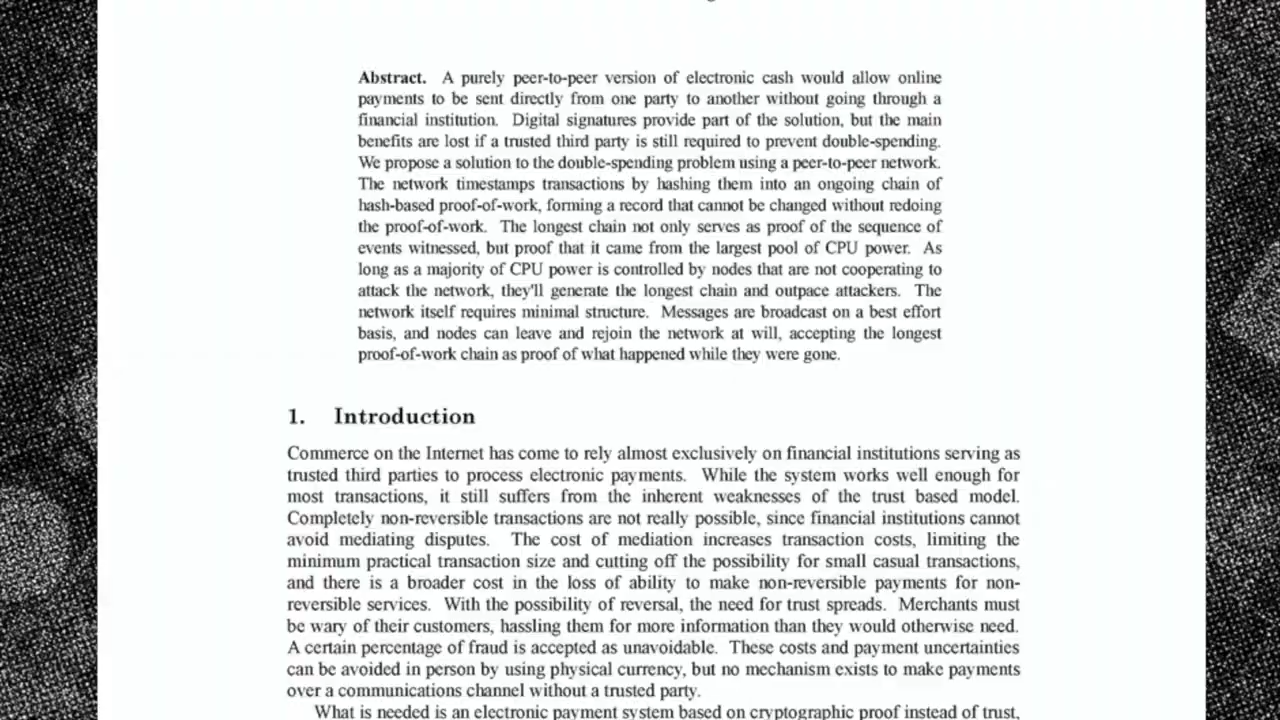 Abstract. A purely peer-to-peer version of electronic cash would allow online
payments to be sent directly from one party to another without going through a
financial institution. Digital signatures provide part of the solution, but the main
benefits are lost if a trusted third party is still required to prevent double-spending.
We propose a solution to the double-spending problem using a peer-to-peer network.
The network timestamps transactions by hashing them into an ongoing chain of
hash-based proof-of-work, forming a record that cannot be changed without redoing
the proof-of-work. The longest chain not only serves as proof of the sequence of
events witnessed, but proof that it came from the largest pool of CPU power. As
long as a majority of CPU power is controlled by nodes that are not cooperating to
attack the network, they'll generate the longest chain and outpace attackers. The
network itself requires minimal structure. Messages are broadcast on a best effort
basis, and nodes can leave and rejoin the network at will, accepting the longest
proof-of-work chain as proof of what happened while they were gone.
1. Introduction
Commerce on the Internet has come to rely almost exclusively on financial institutions serving as
trusted third parties to process electronic payments. While the system works well enough for
most transactions, it still suffers from the inherent weaknesses of the trust based model.
Completely non-reversible transactions are not really possible, since financial institutions cannot
avoid mediating disputes. The cost of mediation increases transaction costs, limiting the
minimum practical transaction size and cutting off the possibility for small casual transactions,
and there is a broader cost in the loss of ability to make non-reversible payments for non-
reversible services. With the possibility of reversal, the need for trust spreads. Merchants must
be wary of their customers, hassling them for more information than they would otherwise need.
A certain percentage of fraud is accepted as unavoidable. These costs and payment uncertainties
can be avoided in person by using physical currency, but no mechanism exists to make payments
over a communications channel without a trusted party.
What is needed is an electronic payment system based on cryptographic proof instead of trust,